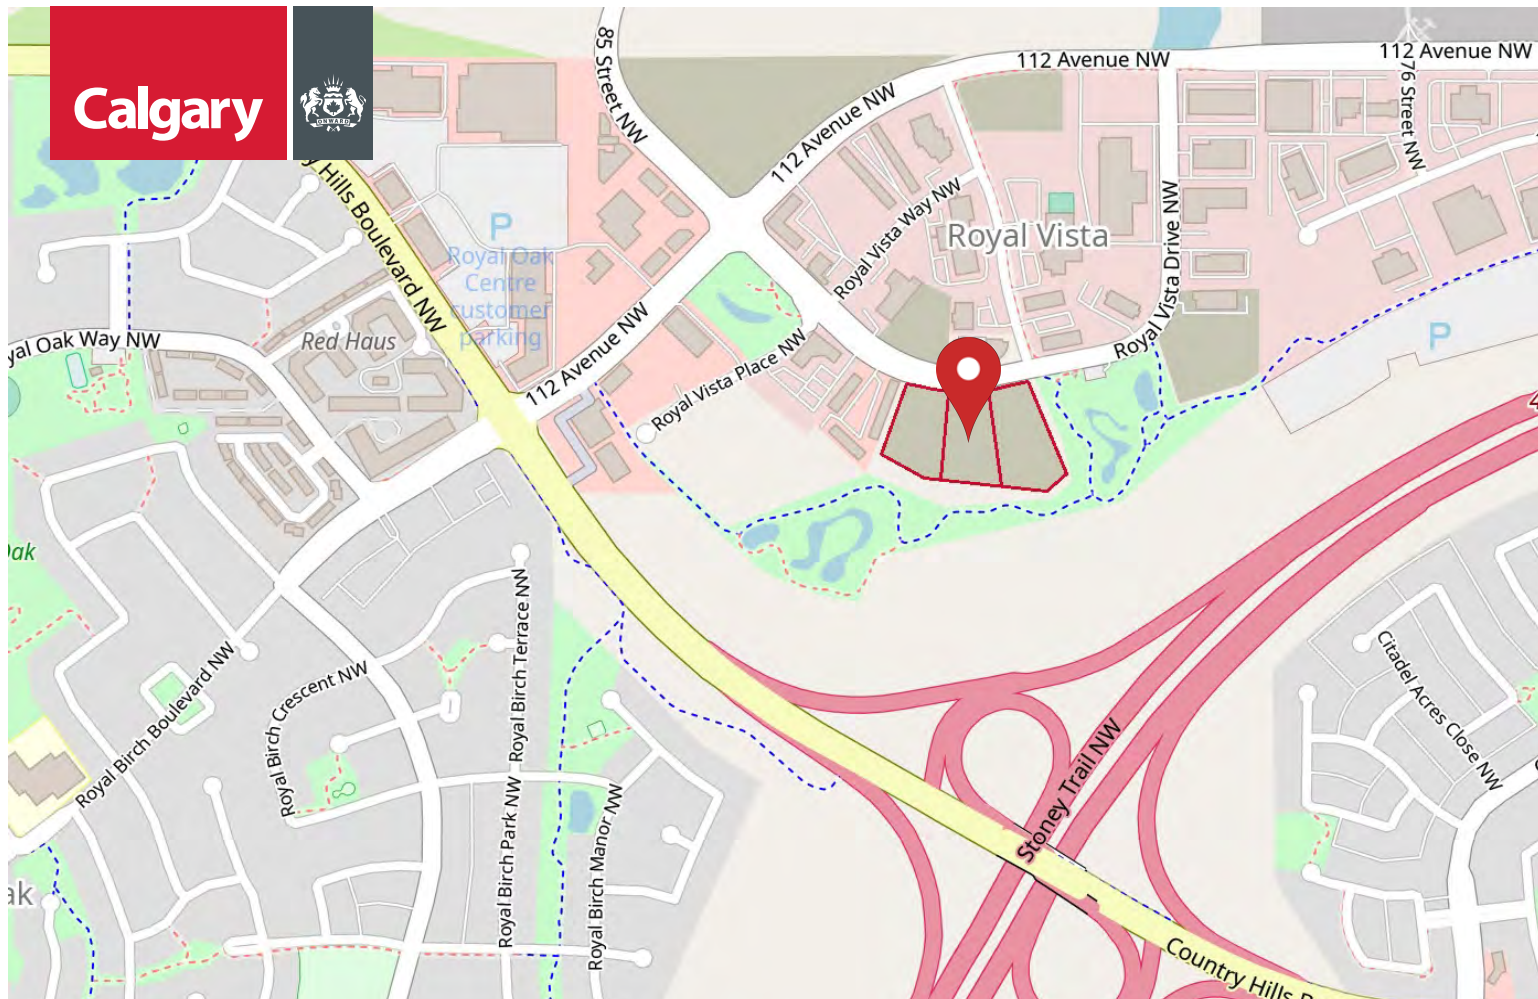 Calgary
ONWARD
85 Street NW
112 Avenue NW
112 Avenue NW
76 Street NW
112 Avenue NW
y Hills Boulevard NW
P
Royal Oak
Centre
customer
parking
Royal Vista Way NW
Royal Vista
Royal Vista Drive NW
yal Oak Way NW
Red Haus
112 Avenue NW
Royal Vista Place NW
P
4
Oak
Royal Birch Boulevard NW
Royal Birch Crescent NW
Royal Birch Terrace NW
Royal Birch Park NW
Royal Birch Manor NW
Stoney Trail NW
Citadel Acres Close NW
ak
Country Hills B